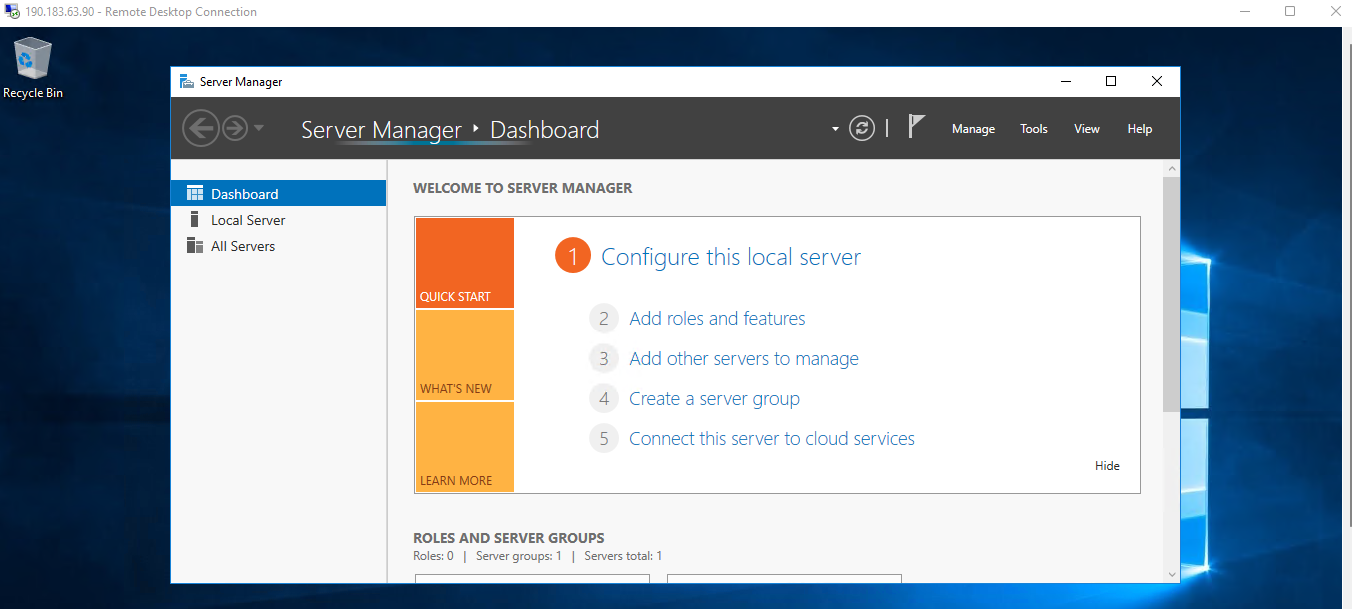 190.183.63.90 - Remote Desktop Connection
Recycle Bin
Server Manager
Server Manager Dashboard
Manage Tools View Help
Dashboard
Local Server
All Servers
WELCOME TO SERVER MANAGER
QUICK START
WHAT'S NEW
LEARN MORE
1 Configure this local server
2 Add roles and features
3 Add other servers to manage
4 Create a server group
5 Connect this server to cloud services
Hide
ROLES AND SERVER GROUPS
Roles: 0 | Server groups: 1 | Servers total: 1